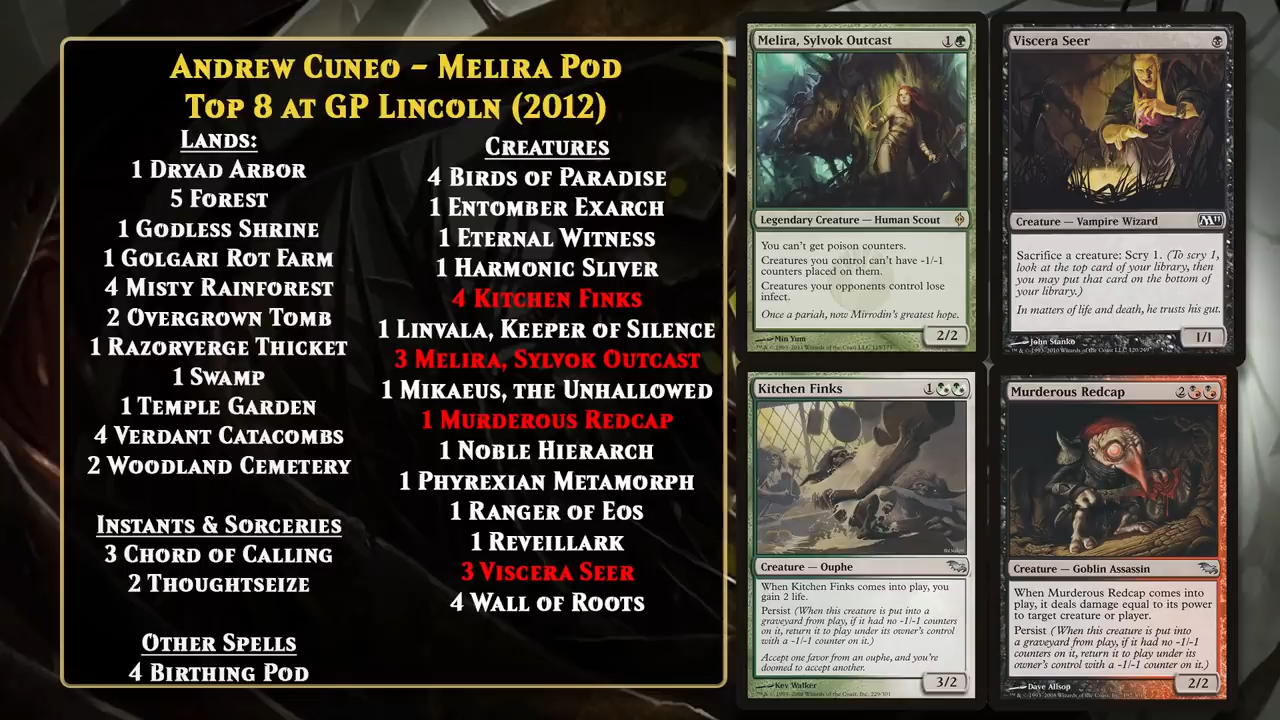 Andrew Cuneo – Melira Pod
Top 8 at GP Lincoln (2012)
Lands:
1 Dryad Arbor
5 Forest
1 Godless Shrine
1 Golgari Rot Farm
4 Misty Rainforest
2 Overgrown Tomb
1 Razorverge Thicket
1 Swamp
1 Temple Garden
4 Verdant Catacombs
2 Woodland Cemetery
Instants & Sorceries
3 Chord of Calling
2 Thoughtseize
Other Spells
4 Birthing Pod
Creatures
4 Birds of Paradise
1 Entomber Exarch
1 Eternal Witness
1 Harmonic Sliver
4 Kitchen Finks
1 Linvala, Keeper of Silence
3 Melira, Sylvok Outcast
1 Mikaeus, the Unhallowed
1 Murderous Redcap
1 Noble Hierarch
1 Phyrexian Metamorph
1 Ranger of Eos
1 Reveillark
3 Viscera Seer
4 Wall of Roots
Melira, Sylvok Outcast 1
Legendary Creature — Human Scout
You can't get poison counters.
Creatures you control can't have -1/-1
counters placed on them.
Creatures your opponents control lose
infect.
Once a pariah, now Mirrodin's greatest hope.
2/2
Min Yum
Viscera Seer
Creature — Vampire Wizard
M11
Sacrifice a creature: Scry 1. (To scry 1,
look at the top card of your library, then
you may put that card on the bottom of
your library.)
In matters of life and death, he trusts his gut.
1/1
John Stanko
Kitchen Finks 1
Creature — Ouphe
When Kitchen Finks comes into play, you
gain 2 life.
Persist (When this creature is put into a
graveyard from play, if it had no -1/-1 counters
on it, return it to play under its owner's control
with a -1/-1 counter on it.)
Accept one favor from an ouphe, and you're
doomed to accept another.
3/2
Kev Walker
Murderous Redcap 2
Creature — Goblin Assassin
When Murderous Redcap comes into
play, it deals damage equal to its power
to target creature or player.
Persist (When this creature is put into
a graveyard from play, if it had no -1/-1
counters on it, return it to play under its
owner's control with a -1/-1 counter on it.)
2/2
Dave Allsop